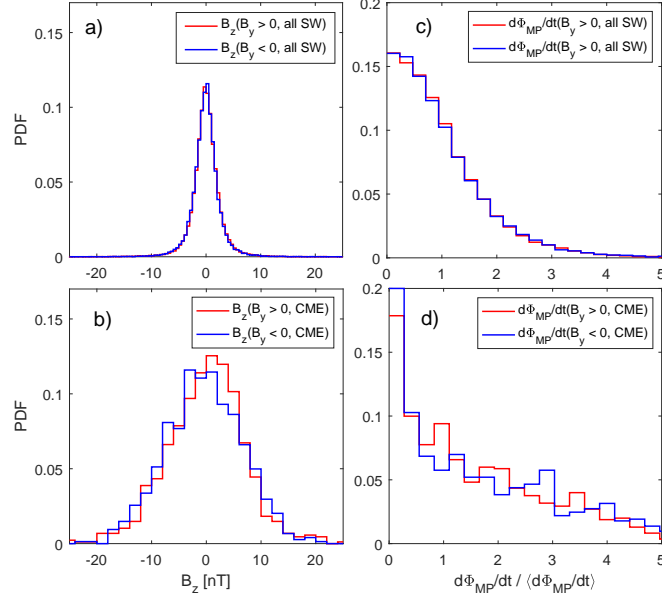 a)
B_z(B_y > 0, all SW)
B_z(B_y < 0, all SW)
PDF
0.15
0.1
0.05
0
-20 -10 0 10 20
c)
dΦ_MP/dt(B_y > 0, all SW)
dΦ_MP/dt(B_y > 0, all SW)
0.2
0.15
0.1
0.05
0
0 1 2 3 4 5
b)
B_z(B_y > 0, CME)
B_z(B_y < 0, CME)
PDF
0.15
0.1
0.05
0
-20 -10 0 10 20
B_z [nT]
d)
dΦ_MP/dt(B_y > 0, CME)
dΦ_MP/dt(B_y < 0, CME)
0.2
0.15
0.1
0.05
0
0 1 2 3 4 5
dΦ_MP/dt / ⟨dΦ_MP/dt⟩